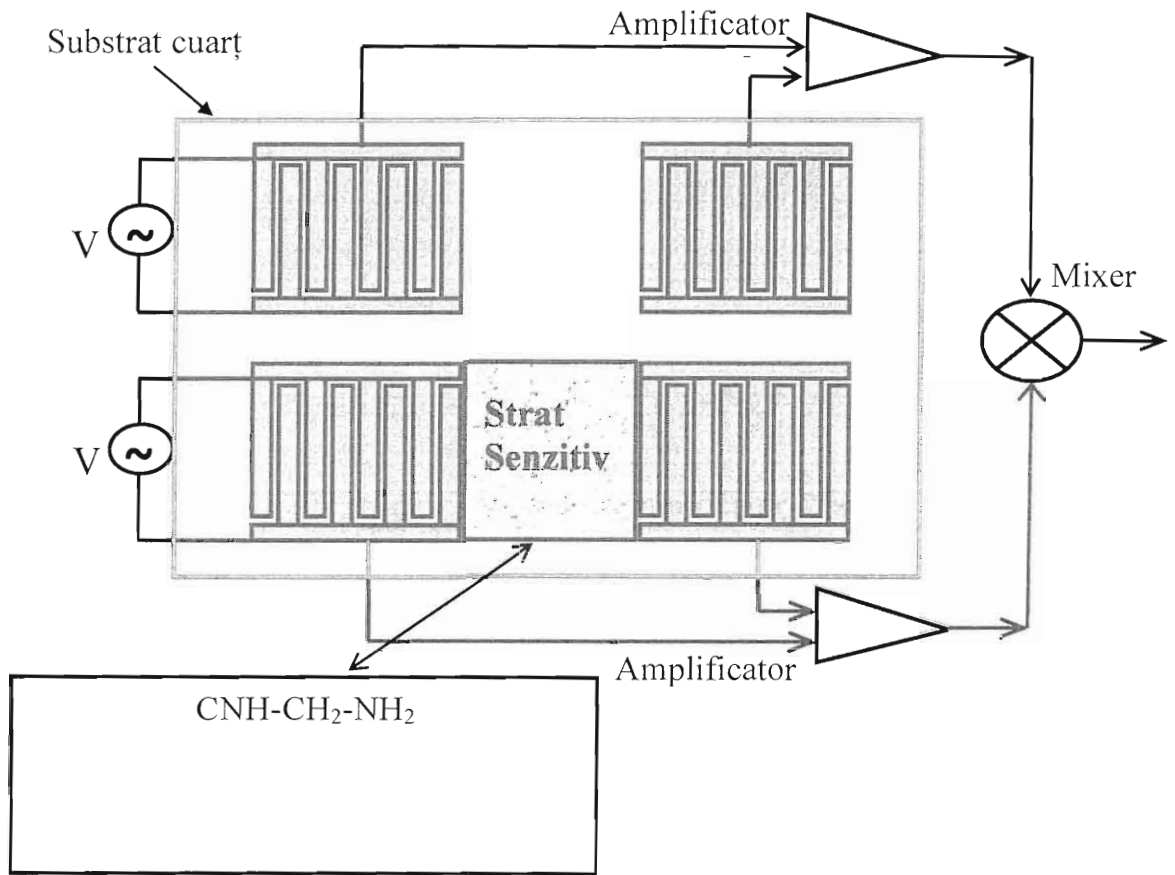 Amplificator
Substrat cuarț
V
~
Mixer
V
~
Strat
Senzitiv
Amplificator
CNH-CH₂-NH₂